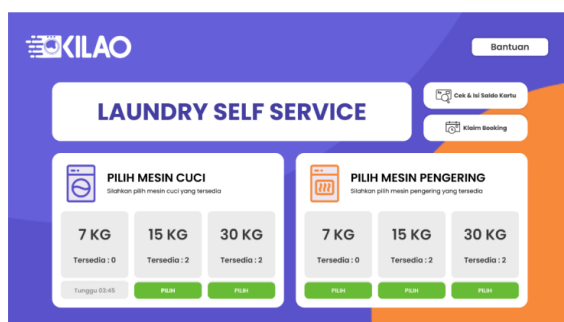 KILAO
Bantuan
LAUNDRY SELF SERVICE
Cek & Isi Saldo Kartu
Klaim Booking
PILIH MESIN CUCI
Silahkan pilih mesin cuci yang tersedia
7 KG
15 KG
30 KG
Tersedia : 0
Tersedia : 2
Tersedia : 2
Tunggu 03:45
PILIH
PILIH
PILIH MESIN PENGERING
Silahkan pilih mesin pengering yang tersedia
7 KG
15 KG
30 KG
Tersedia : 0
Tersedia : 2
Tersedia : 2
PILIH
PILIH
PILIH